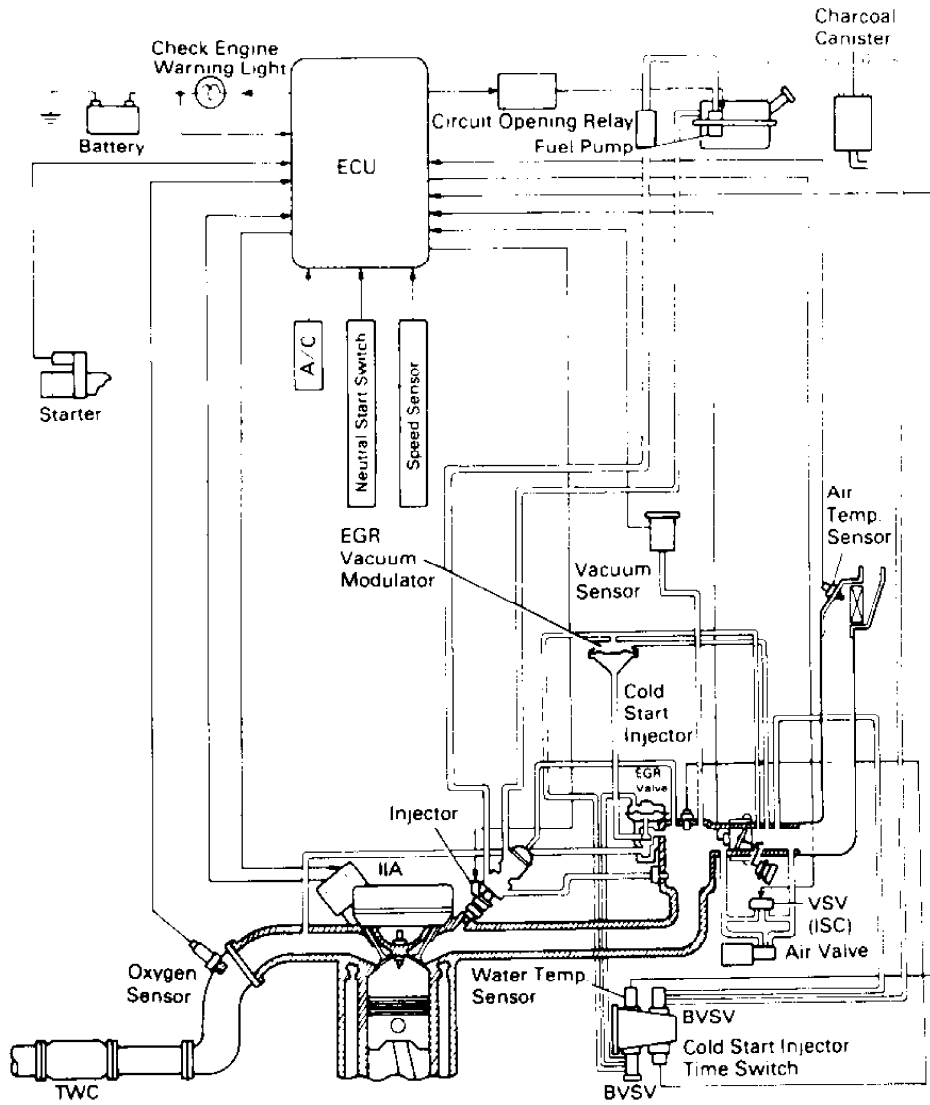 Charcoal
Canister
Check Engine
Warning Light
Battery
ECU
Circuit Opening Relay
Fuel Pump
A/C
Neutral Start Switch
Speed Sensor
Starter
Air
Temp.
Sensor
EGR
Vacuum
Modulator
Vacuum
Sensor
Cold
Start
Injector
EGR
Valve
Injector
IIA
VSV
(ISC)
Air Valve
Oxygen
Sensor
Water Temp.
Sensor
BVSV
Cold Start Injector
Time Switch
BVSV
TWC